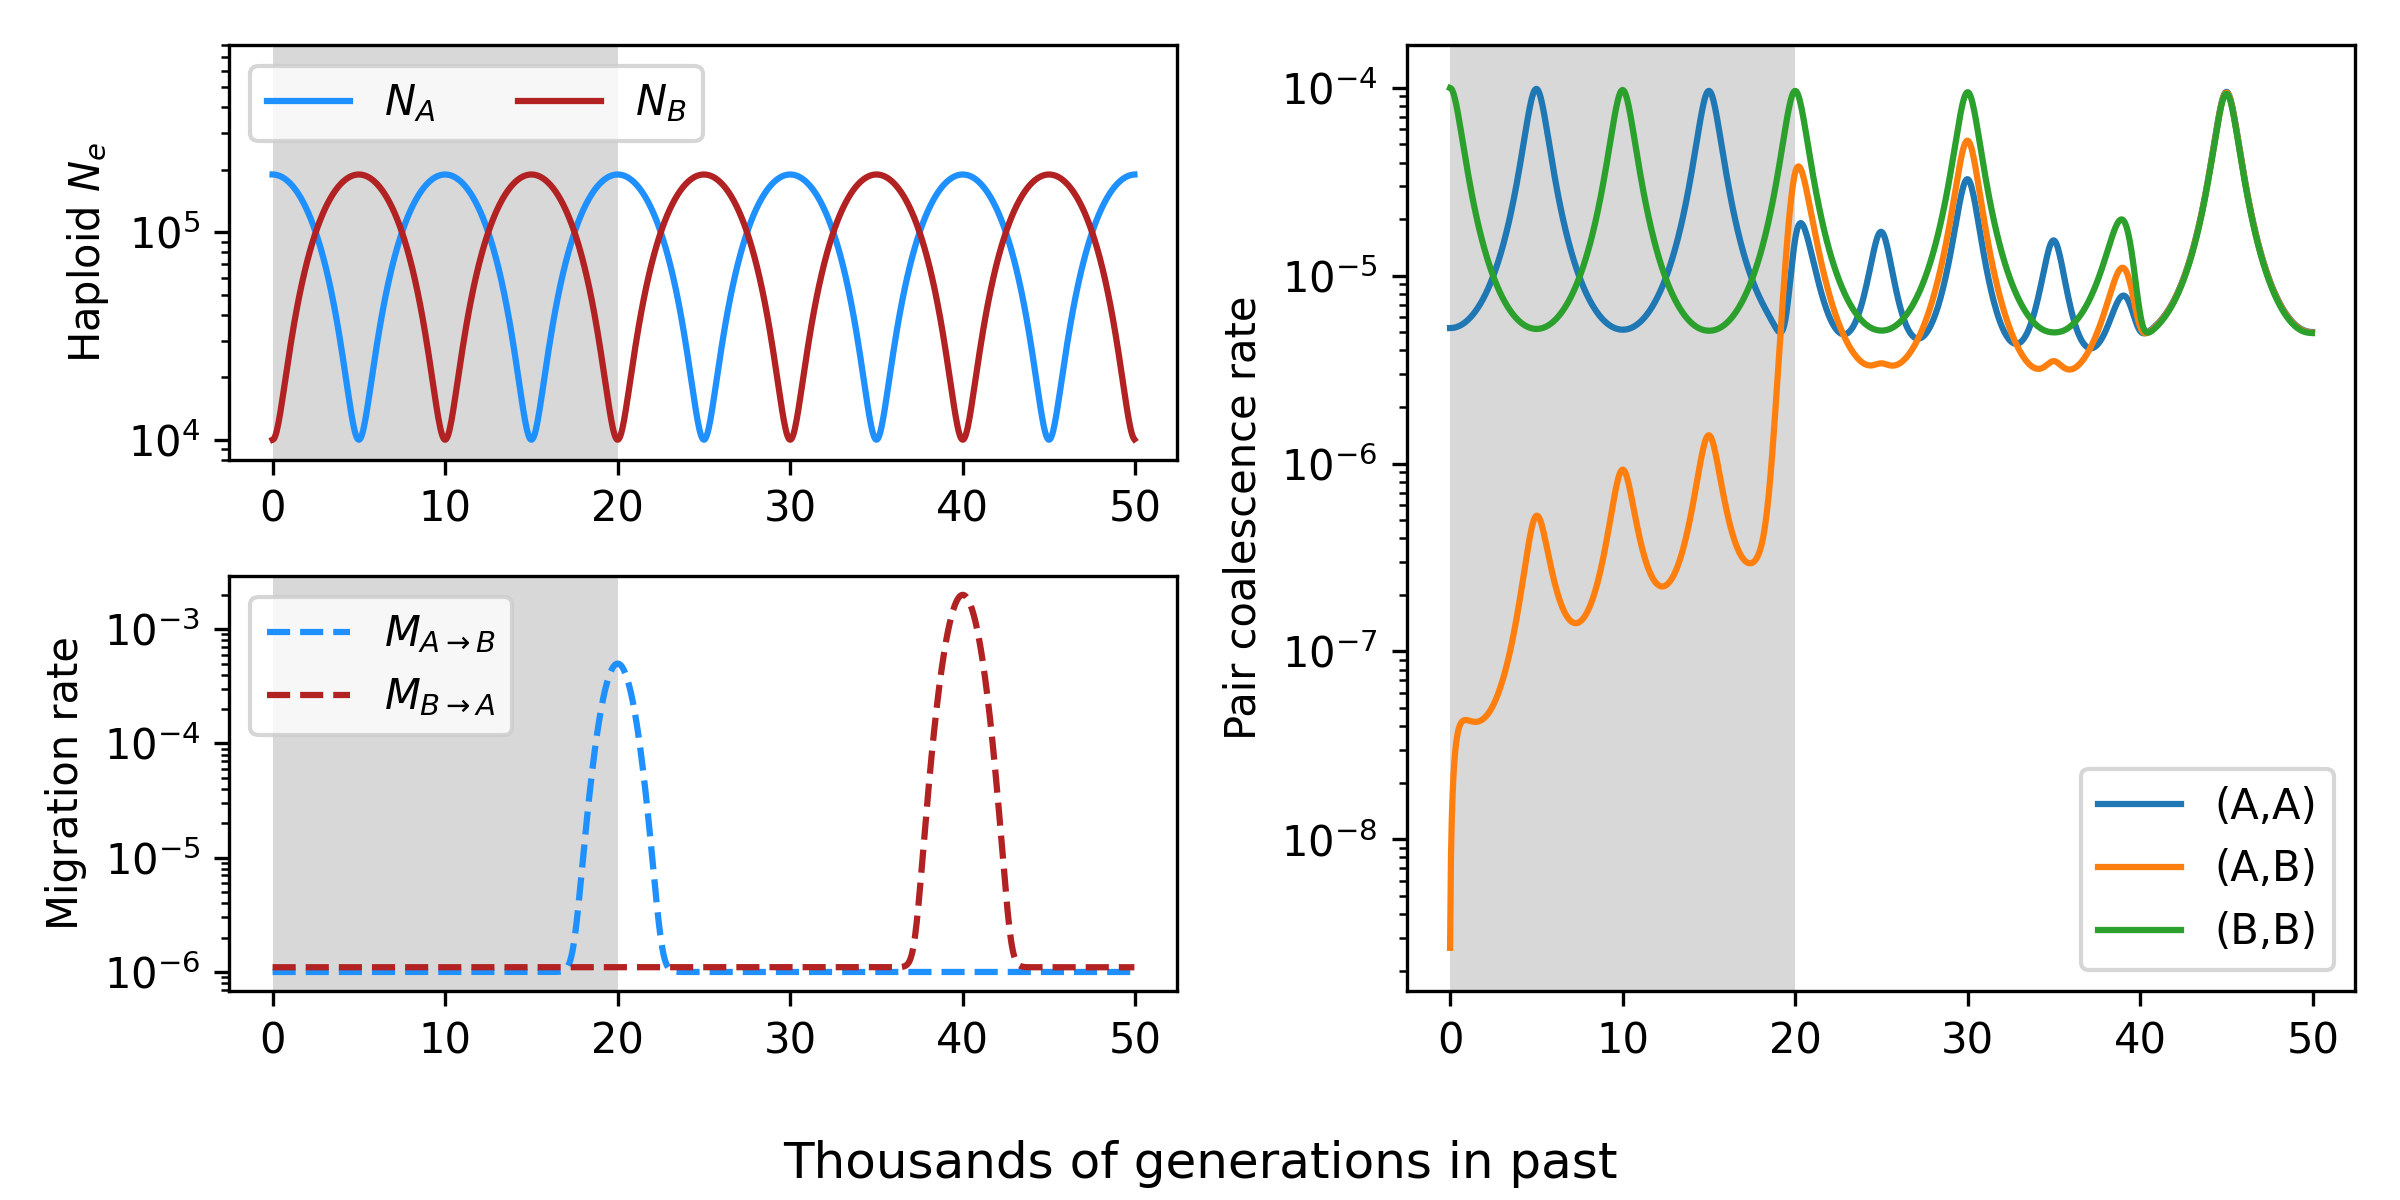 N_A N_B
Haploid N_e
10^5
10^4
0 10 20 30 40 50
M_{A→B}
M_{B→A}
Migration rate
10^{-3}
10^{-4}
10^{-5}
10^{-6}
0 10 20 30 40 50
Pair coalescence rate
10^{-4}
10^{-5}
10^{-6}
10^{-7}
10^{-8}
(A,A)
(A,B)
(B,B)
0 10 20 30 40 50
Thousands of generations in past